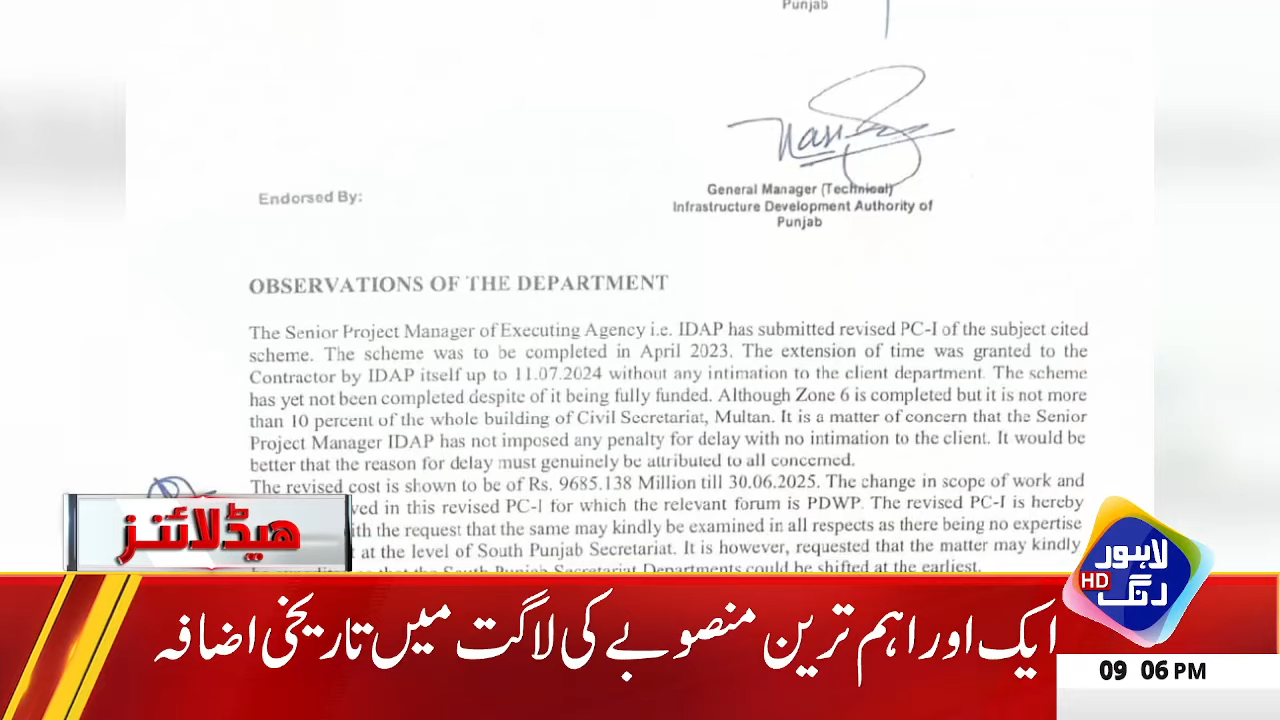 Punjab
General Manager (Technical)
Endorsed By:
Infrastructure Development Authority of
Punjab
OBSERVATIONS OF THE DEPARTMENT
The Senior Project Manager of Executing Agency i.e. IDAP has submitted revised PC-I of the subject cited
scheme. The scheme was to be completed in April 2023. The extension of time was granted to the
Contractor by IDAP itself up to 11.07.2024 without any intimation to the client department. The scheme
has yet not been completed despite of it being fully funded. Although Zone 6 is completed but it is not more
than 10 percent of the whole building of Civil Secretariat, Multan. It is a matter of concern that the Senior
Project Manager IDAP has not imposed any penalty for delay with no intimation to the client. It would be
better that the reason for delay must genuinely be attributed to all concerned.
The revised cost is shown to be of Rs. 9685.138 Million till 30.06.2025. The change in scope of work and
in this revised PC-I for which the relevant forum is PDWP. The revised PC-I is hereby
the request that the same may kindly be examined in all respects as there being no expertise
at the level of South Punjab Secretariat. It is however, requested that the matter may kindly
the South Punjab Secretariat Departments could be shifted at the earliest.
ہیڈلائنز
لاہور
HD رنگ
ایک اور اہم ترین منصوبے کی لاگت میں تاریخی اضافہ
09 06 PM